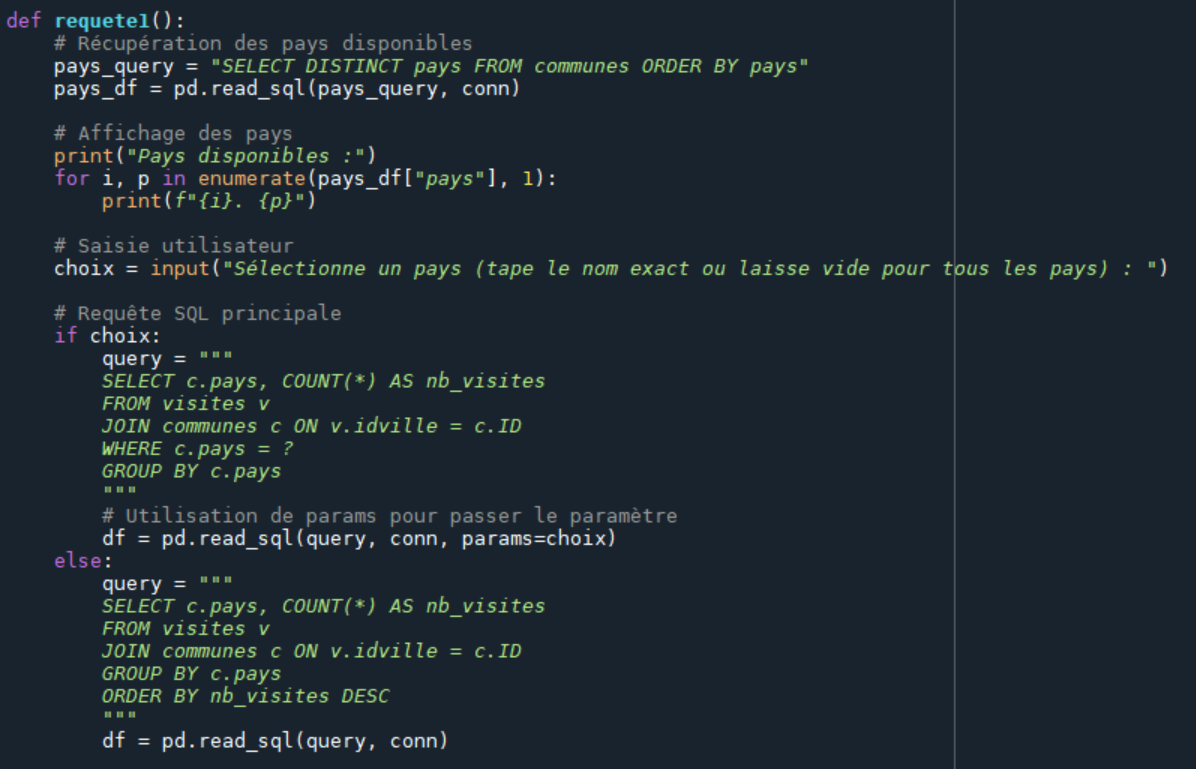 def requete1():
    # Récupération des pays disponibles
    pays_query = "SELECT DISTINCT pays FROM communes ORDER BY pays"
    pays_df = pd.read_sql(pays_query, conn)

    # Affichage des pays
    print("Pays disponibles :")
    for i, p in enumerate(pays_df["pays"], 1):
        print(f"{i}. {p}")

    # Saisie utilisateur
    choix = input("Sélectionne un pays (tape le nom exact ou laisse vide pour tous les pays) : ")

    # Requête SQL principale
    if choix:
        query = """
        SELECT c.pays, COUNT(*) AS nb_visites
        FROM visites v
        JOIN communes c ON v.idville = c.ID
        WHERE c.pays = ?
        GROUP BY c.pays
        """
        # Utilisation de params pour passer le paramètre
        df = pd.read_sql(query, conn, params=choix)
    else:
        query = """
        SELECT c.pays, COUNT(*) AS nb_visites
        FROM visites v
        JOIN communes c ON v.idville = c.ID
        GROUP BY c.pays
        ORDER BY nb_visites DESC
        """
        df = pd.read_sql(query, conn)